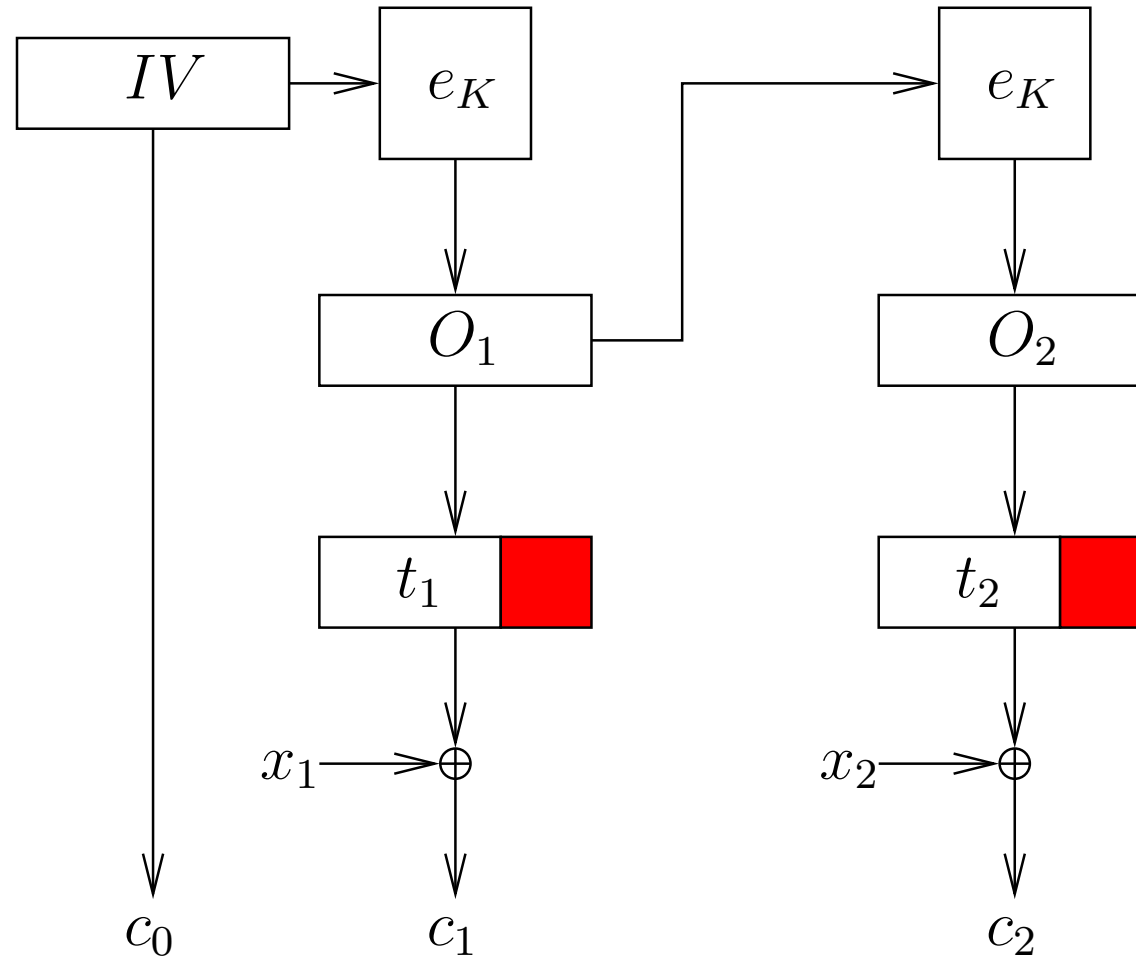 IV e_K e_K
O_1 O_2
t_1 t_2
x_1 ⊕ x_2 ⊕
c_0 c_1 c_2